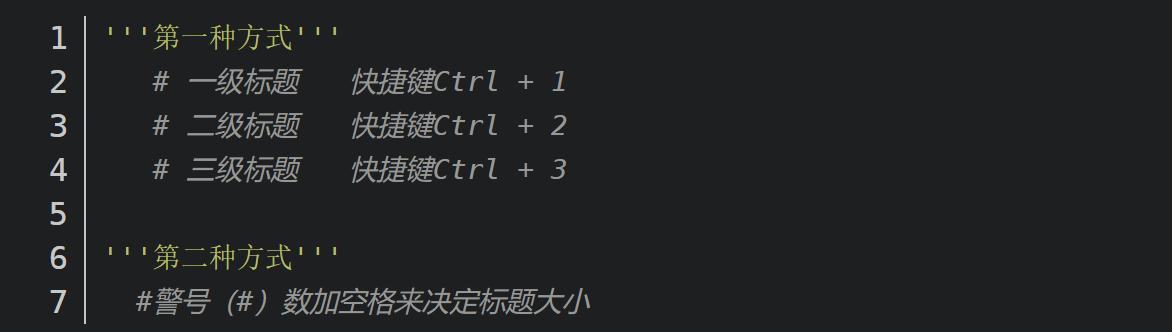 1 '''第一种方式'''
2 # 一级标题 快捷键Ctrl + 1
3 # 二级标题 快捷键Ctrl + 2
4 # 三级标题 快捷键Ctrl + 3
5
6 '''第二种方式'''
7 #警号（#）数加空格来决定标题大小